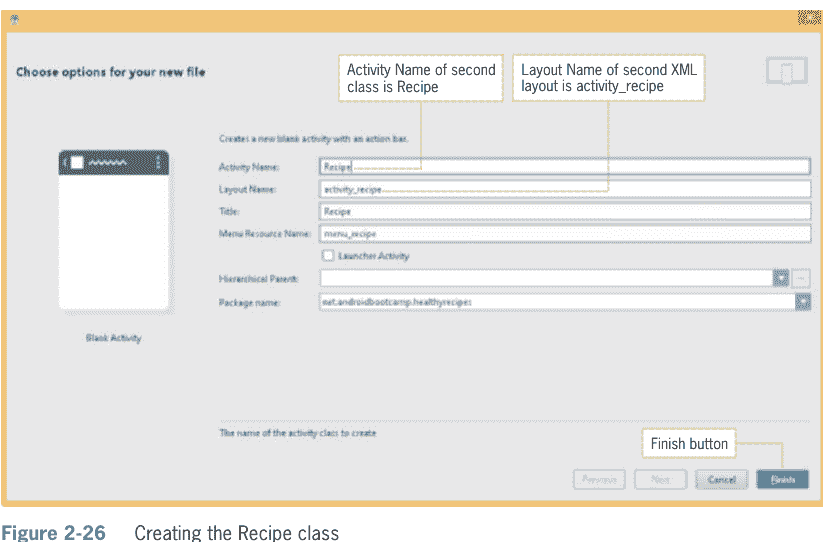 Choose options for your new file
Activity Name of second
class is Recipe
Layout Name of second XML
layout is activity_recipe
Creates a new blank activity with an action bar.
Activity Name:
Recipe
Layout Name:
activity_recipe
Title:
Recipe
Menu Resource Name:
menu_recipe
Launcher Activity
Hierarchical Parent:
...
Package name:
net.androidbootcamp.healthyrecipes
Blank Activity
The name of the activity class to create
Finish button
Previous
Next
Cancel
Finish
Figure 2-26 Creating the Recipe class